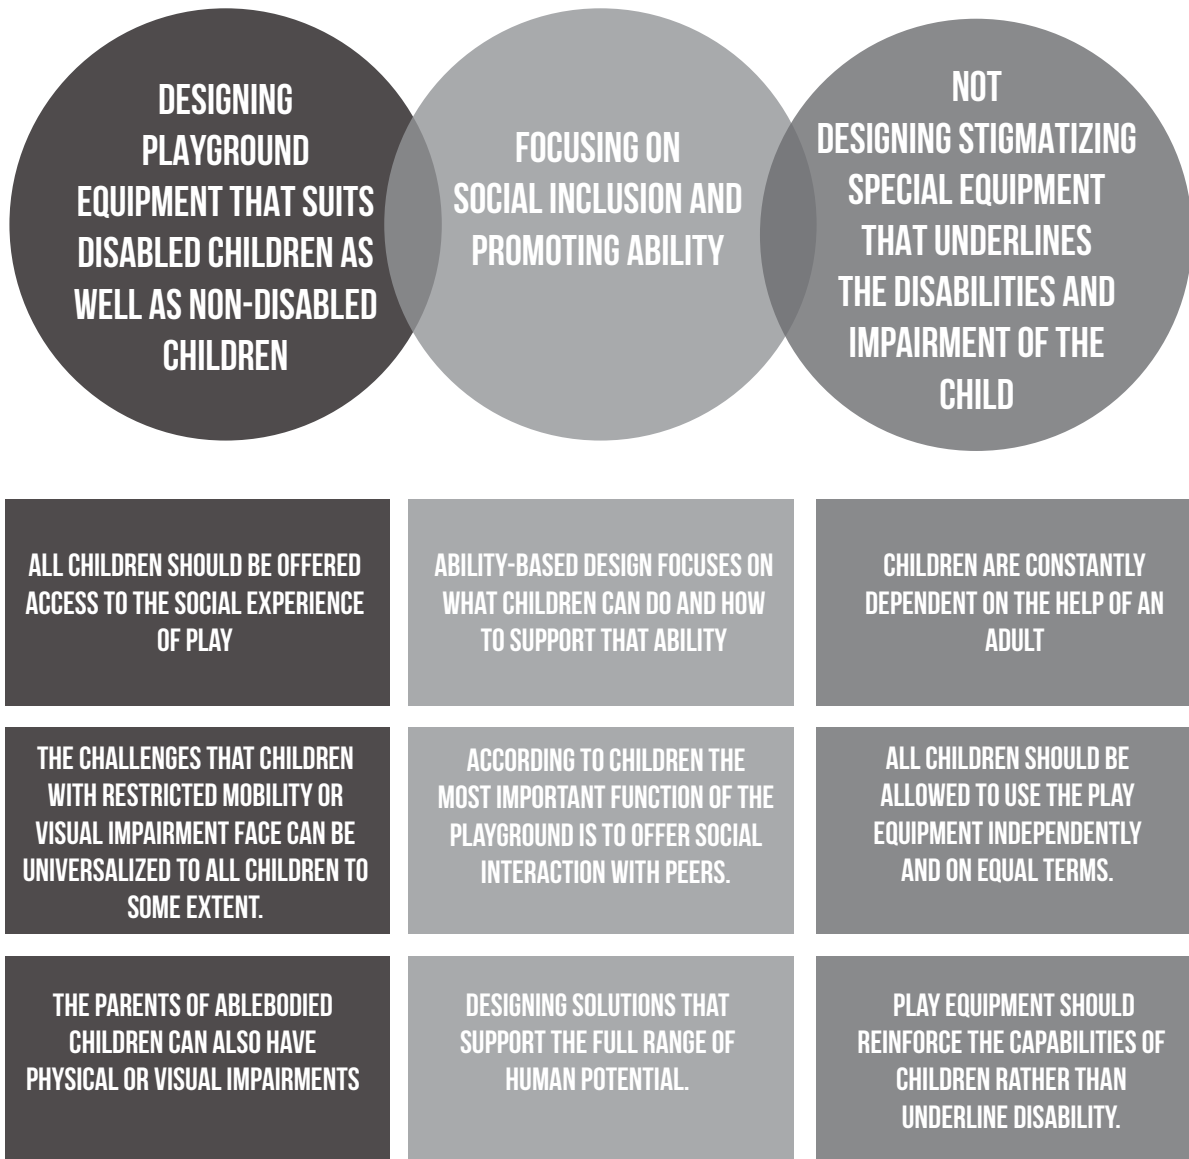 DESIGNING
PLAYGROUND
EQUIPMENT THAT SUITS
DISABLED CHILDREN AS
WELL AS NON-DISABLED
CHILDREN
FOCUSING ON
SOCIAL INCLUSION AND
PROMOTING ABILITY
NOT
DESIGNING STIGMATIZING
SPECIAL EQUIPMENT
THAT UNDERLINES
THE DISABILITIES AND
IMPAIRMENT OF THE
CHILD
ALL CHILDREN SHOULD BE OFFERED
ACCESS TO THE SOCIAL EXPERIENCE
OF PLAY
ABILITY-BASED DESIGN FOCUSES ON
WHAT CHILDREN CAN DO AND HOW
TO SUPPORT THAT ABILITY
CHILDREN ARE CONSTANTLY
DEPENDENT ON THE HELP OF AN
ADULT
THE CHALLENGES THAT CHILDREN
WITH RESTRICTED MOBILITY OR
VISUAL IMPAIRMENT FACE CAN BE
UNIVERSALIZED TO ALL CHILDREN TO
SOME EXTENT.
ACCORDING TO CHILDREN THE
MOST IMPORTANT FUNCTION OF THE
PLAYGROUND IS TO OFFER SOCIAL
INTERACTION WITH PEERS.
ALL CHILDREN SHOULD BE
ALLOWED TO USE THE PLAY
EQUIPMENT INDEPENDENTLY
AND ON EQUAL TERMS.
THE PARENTS OF ABLEBODIED
CHILDREN CAN ALSO HAVE
PHYSICAL OR VISUAL IMPAIRMENTS
DESIGNING SOLUTIONS THAT
SUPPORT THE FULL RANGE OF
HUMAN POTENTIAL.
PLAY EQUIPMENT SHOULD
REINFORCE THE CAPABILITIES OF
CHILDREN RATHER THAN
UNDERLINE DISABILITY.